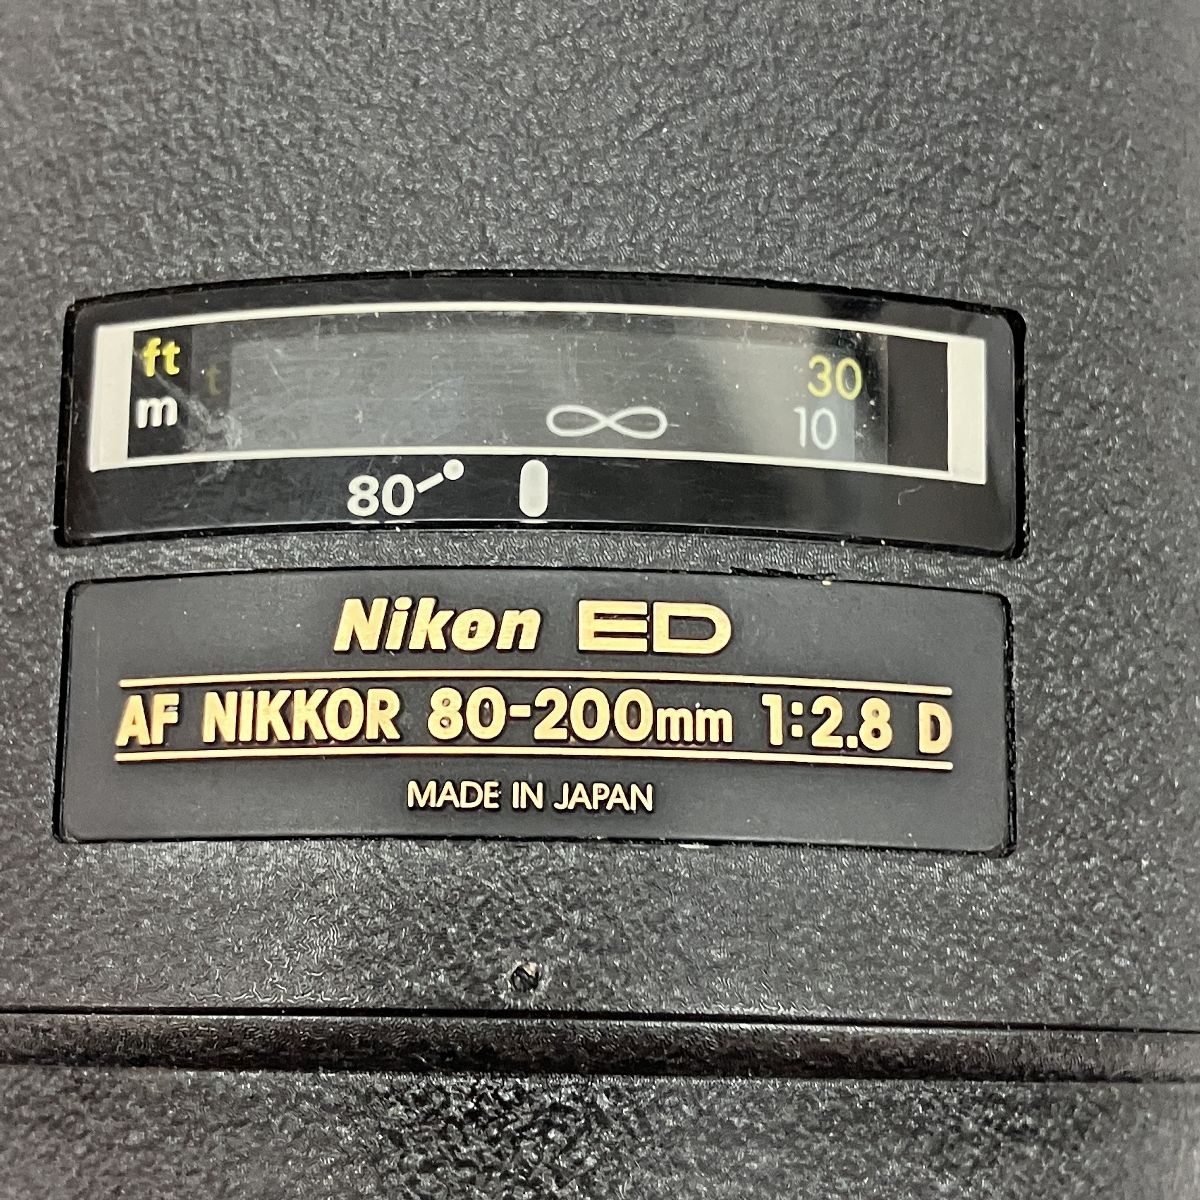 ft
30
m
∞
10
80
Nikon ED
AF NIKKOR 80-200mm 1:2.8 D
MADE IN JAPAN